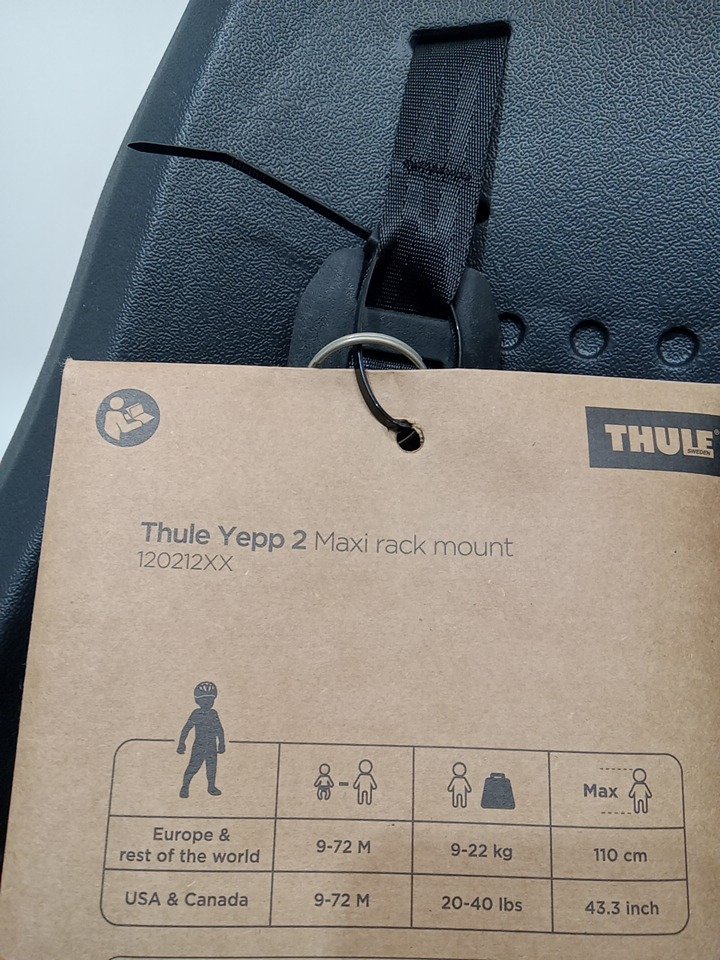 THULE®
SWEDEN
Thule Yepp 2 Maxi rack mount
120212XX
Max
Europe &
rest of the world
9-72 M
9-22 kg
110 cm
USA & Canada
9-72 M
20-40 lbs
43.3 inch